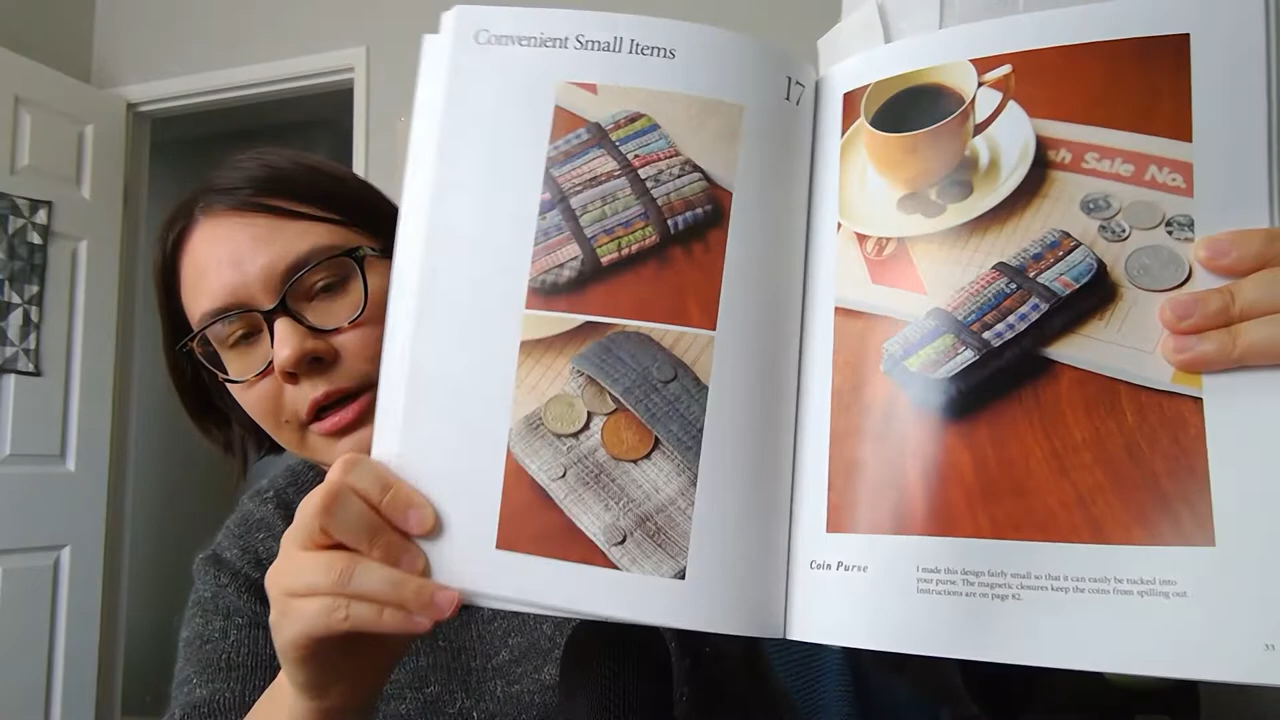 Convenient Small Items
17
sh Sale No.
Coin Purse
I made this design fairly small so that it can easily be tucked into
your purse. The magnetic closures keep the coins from spilling out.
Instructions are on page 82.
33